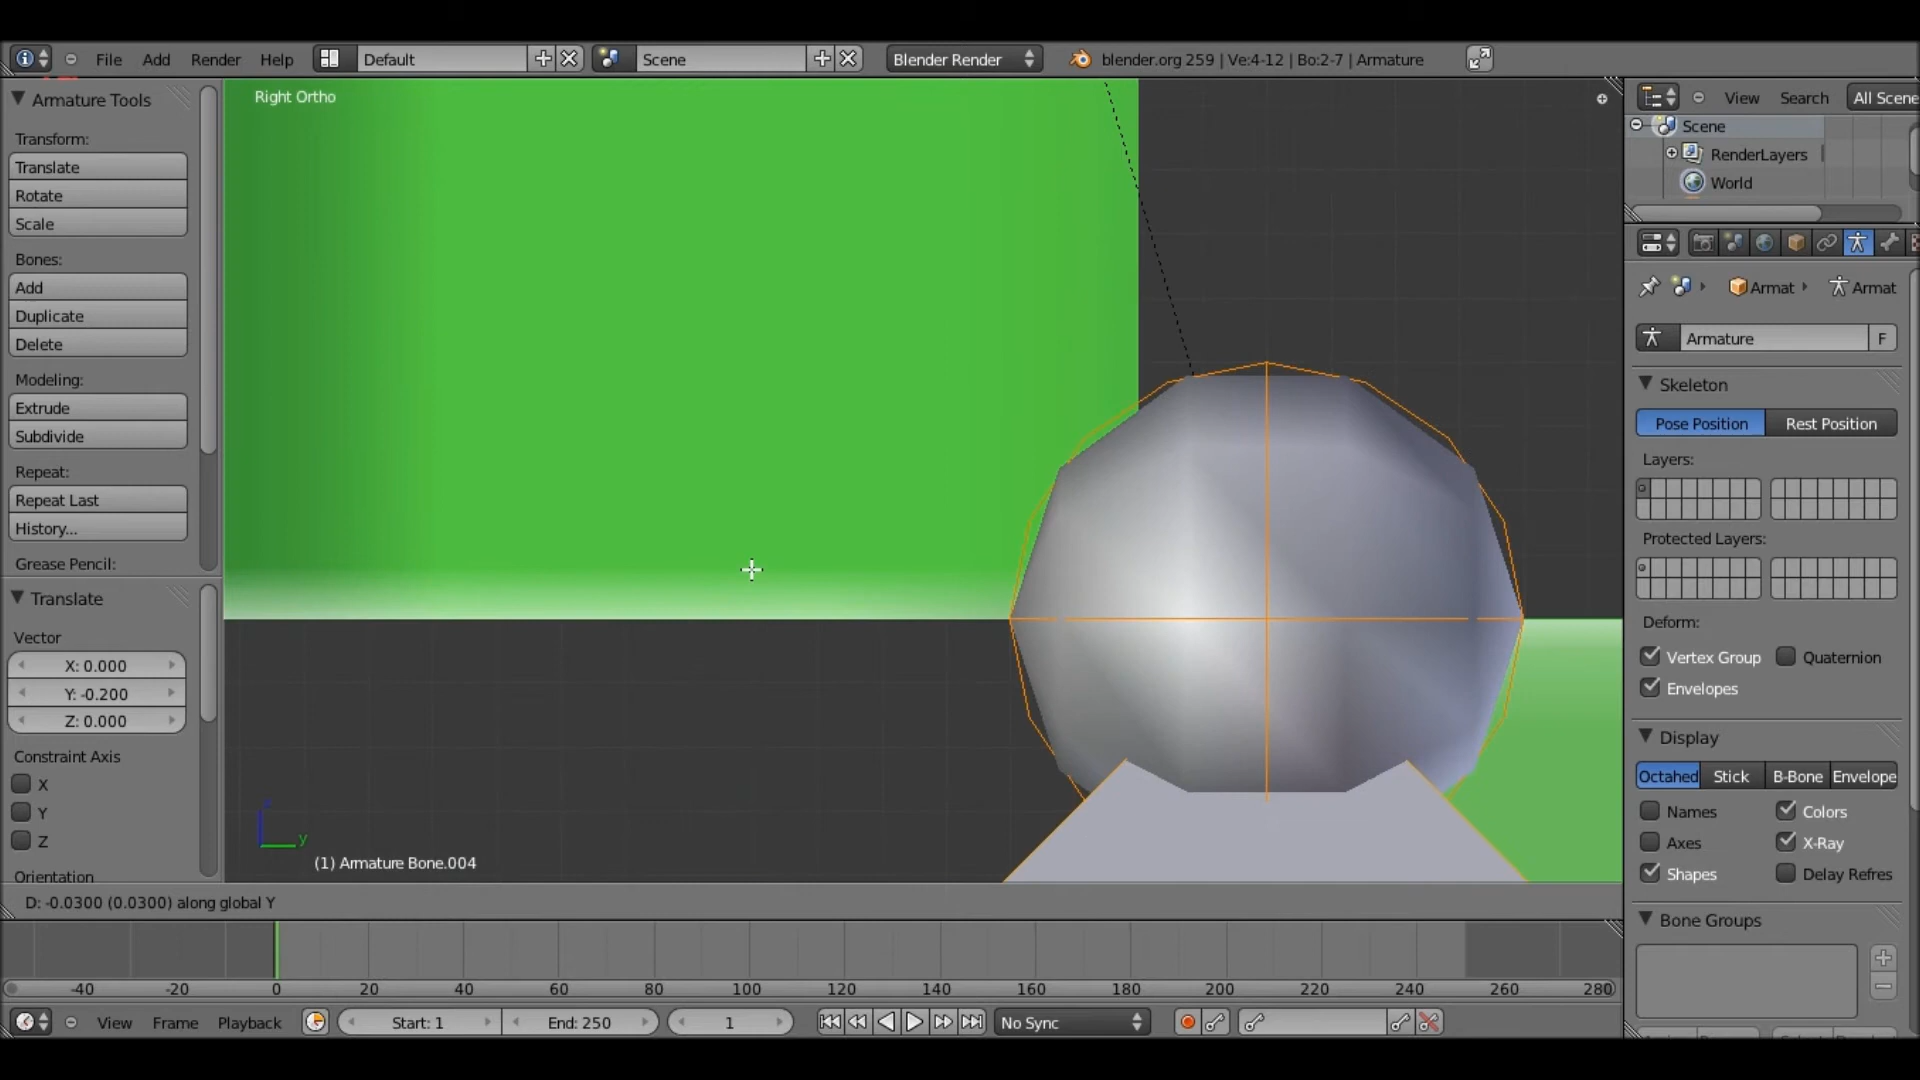 File Add Render Help Default Scene Blender Render blender.org 259 | Ve:4-12 | Bo:2-7 | Armature
Armature Tools
Right Ortho
Transform:
Translate
Rotate
Scale
Bones:
Add
Duplicate
Delete
Modeling:
Extrude
Subdivide
Repeat:
Repeat Last
History...
Grease Pencil:
Translate
Vector
X: 0.000
Y: -0.200
Z: 0.000
Constraint Axis
X
Y
Z
Orientation
y
(1) Armature Bone.004
D: -0.0300 (0.0300) along global Y
View Search All Scene
Scene
RenderLayers
World
Armat Armat
Armature F
Skeleton
Pose Position Rest Position
Layers:
Protected Layers:
Deform:
Vertex Group Quaternion
Envelopes
Display
Octahed Stick B-Bone Envelope
Names Colors
Axes X-Ray
Shapes Delay Refres
Bone Groups
-40 -20 0 20 40 60 80 100 120 140 160 180 200 220 240 260 280
View Frame Playback Start: 1 End: 250 1 No Sync